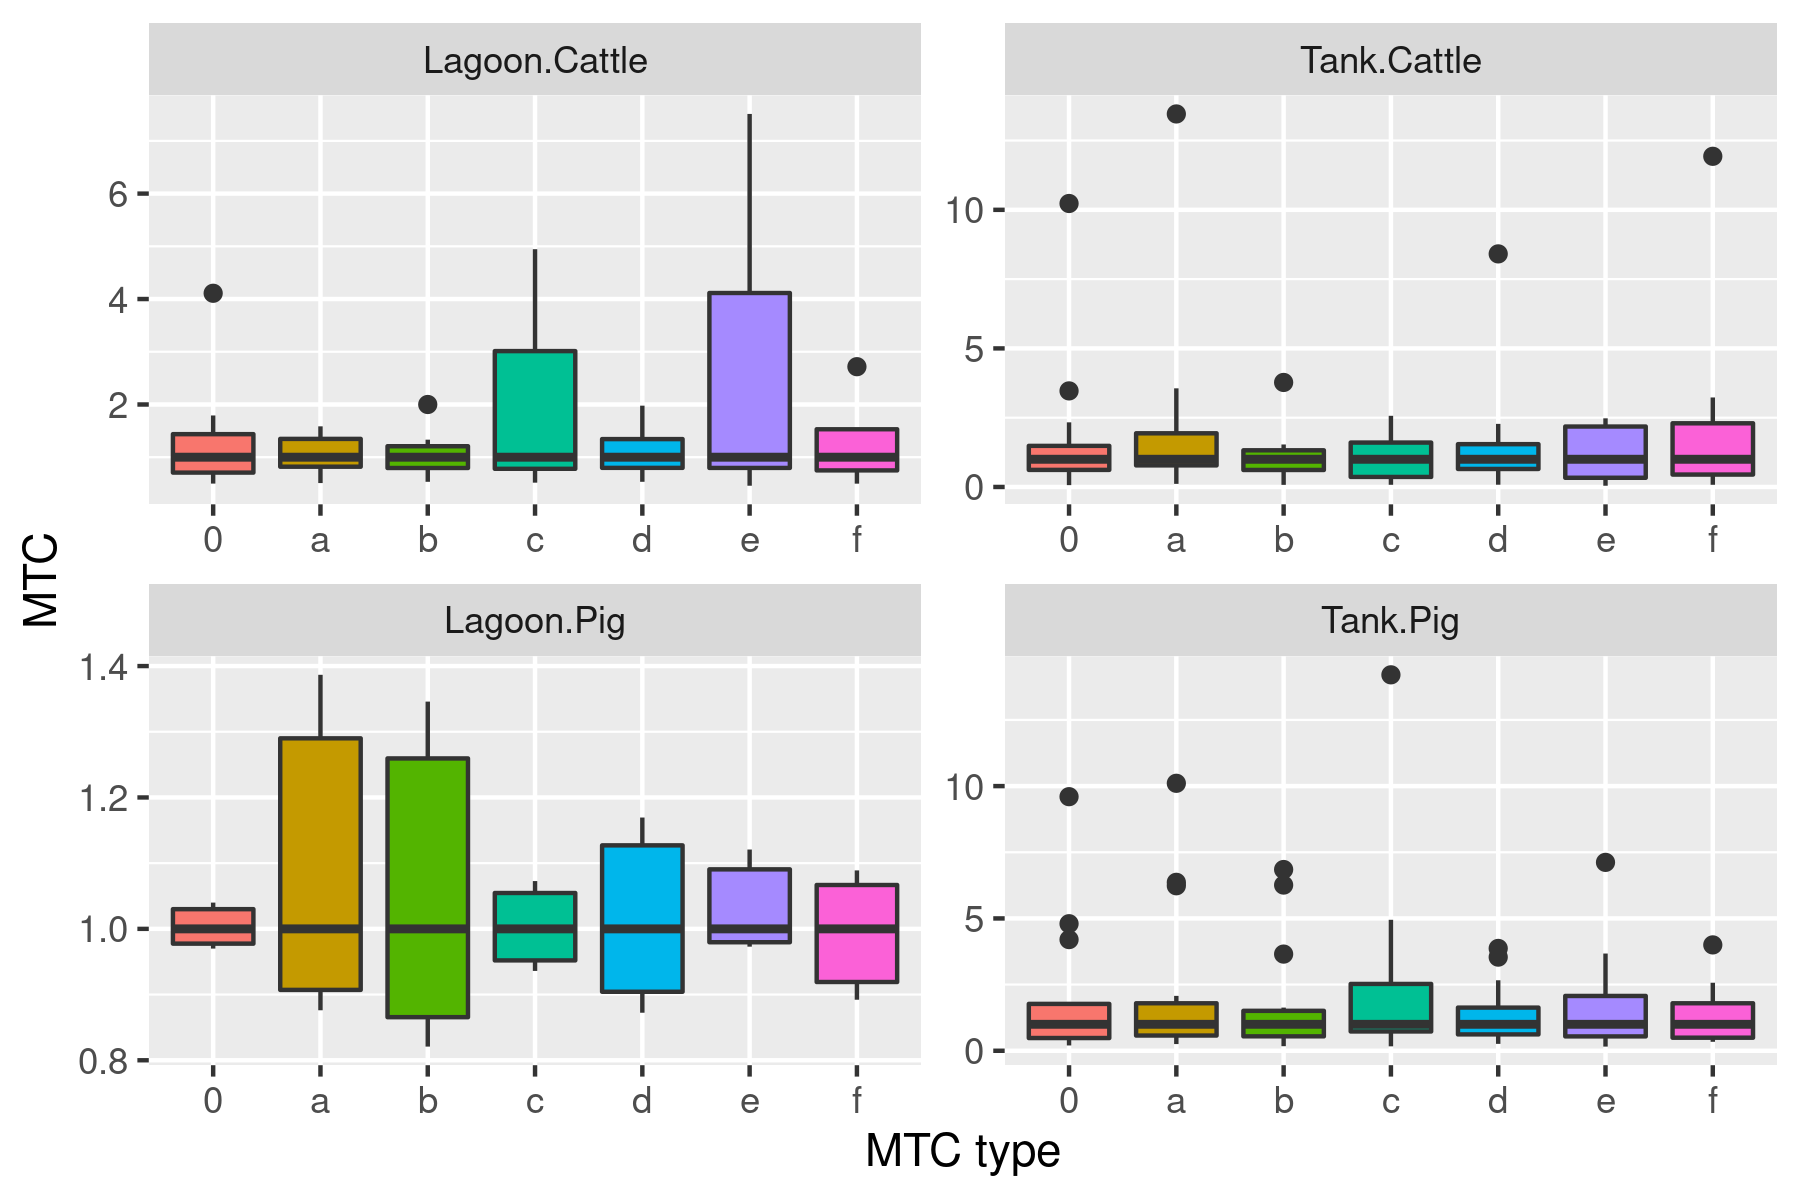 Lagoon.Cattle
Tank.Cattle
6
4
2
10
5
0
0 a b c d e f
0 a b c d e f
MTC
Lagoon.Pig
Tank.Pig
1.4
1.2
1.0
0.8
10
5
0
0 a b c d e f
0 a b c d e f
MTC type